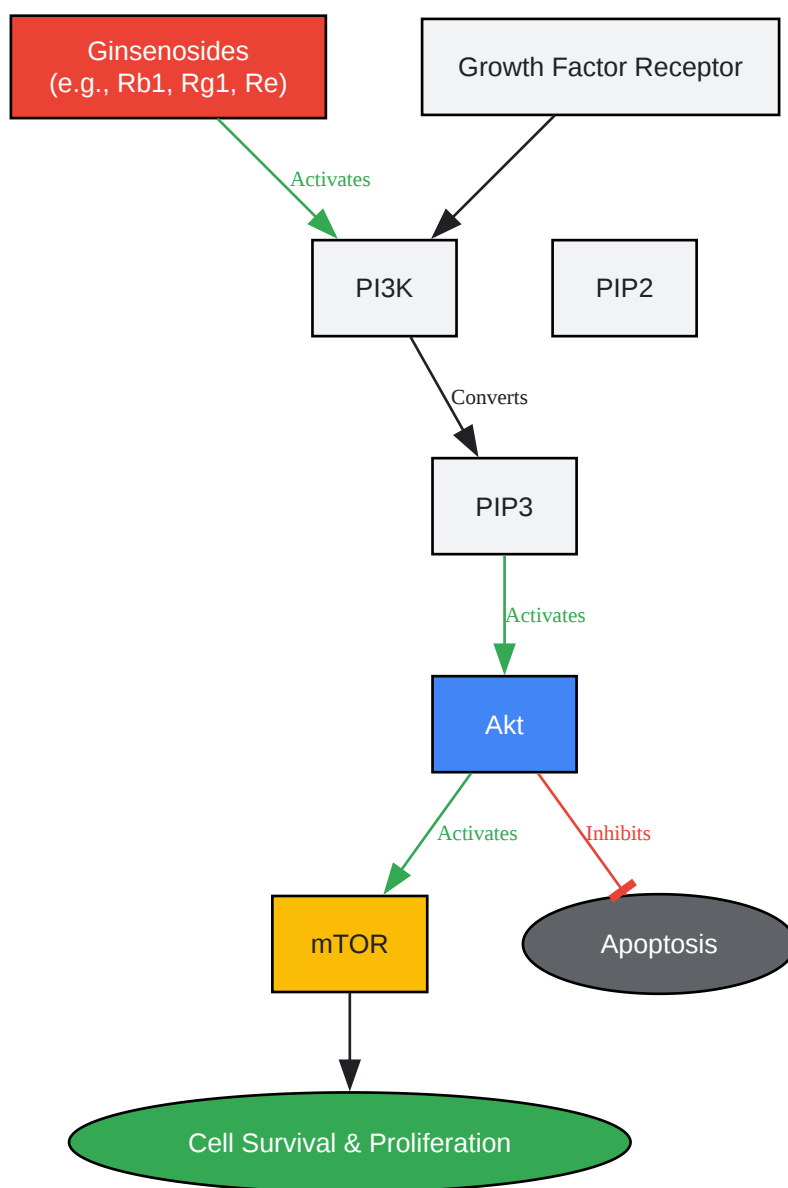 Ginsenosides
(e.g., Rb1, Rg1, Re)
Growth Factor Receptor
Activates
PI3K
PIP2
Converts
PIP3
Activates
Akt
Activates
Inhibits
mTOR
Apoptosis
Cell Survival & Proliferation